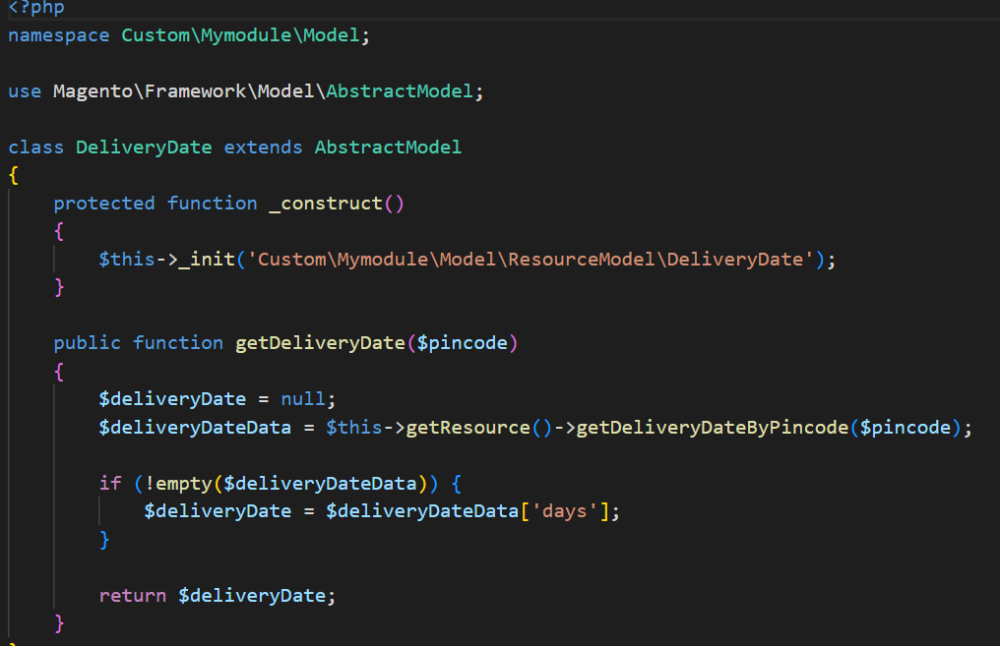 <?php
namespace Custom\Mymodule\Model;
use Magento\Framework\Model\AbstractModel;
class DeliveryDate extends AbstractModel
{
protected function _construct()
{
$this->_init('Custom\Mymodule\Model\ResourceModel\DeliveryDate');
}
public function getDeliveryDate($pincode)
{
$deliveryDate = null;
$deliveryDateData = $this->getResource()->getDeliveryDateByPincode($pincode);
if (!empty($deliveryDateData)) {
$deliveryDate = $deliveryDateData['days'];
}
return $deliveryDate;
}
}